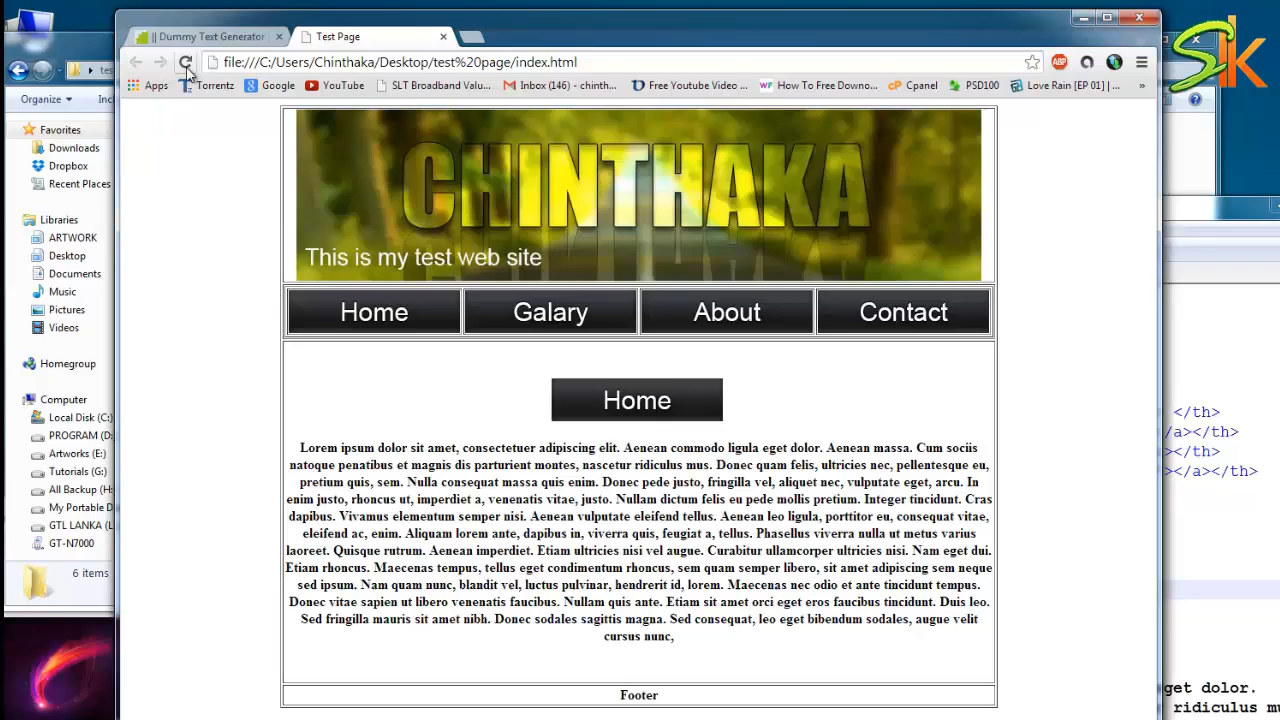 || Dummy Text Generator
Test Page
file:///C:/Users/Chinthaka/Desktop/test%20page/index.html
Apps
Torrentz
Google
YouTube
SLT Broadband Valu...
Inbox (146) - chinth...
Free Youtube Video ...
How To Free Downo...
Cpanel
PSD100
Love Rain [EP 01] | ...
»
ABP
SK
tes
Organize
Inc
Favorites
Downloads
Dropbox
Recent Places
Libraries
ARTWORK
Desktop
Documents
Music
Pictures
Videos
Homegroup
Computer
Local Disk (C:)
PROGRAM (D:
Artworks (E:)
Tutorials (G:)
All Backup (H:)
My Portable D
GTL LANKA (L
GT-N7000
6 items
CHINTHAKA
This is my test web site
Home
Galary
About
Contact
Home
Lorem ipsum dolor sit amet, consectetuer adipiscing elit. Aenean commodo ligula eget dolor. Aenean massa. Cum sociis
natoque penatibus et magnis dis parturient montes, nascetur ridiculus mus. Donec quam felis, ultricies nec, pellentesque eu,
pretium quis, sem. Nulla consequat massa quis enim. Donec pede justo, fringilla vel, aliquet nec, vulputate eget, arcu. In
enim justo, rhoncus ut, imperdiet a, venenatis vitae, justo. Nullam dictum felis eu pede mollis pretium. Integer tincidunt. Cras
dapibus. Vivamus elementum semper nisi. Aenean vulputate eleifend tellus. Aenean leo ligula, porttitor eu, consequat vitae,
eleifend ac, enim. Aliquam lorem ante, dapibus in, viverra quis, feugiat a, tellus. Phasellus viverra nulla ut metus varius
laoreet. Quisque rutrum. Aenean imperdiet. Etiam ultricies nisi vel augue. Curabitur ullamcorper ultricies nisi. Nam eget dui.
Etiam rhoncus. Maecenas tempus, tellus eget condimentum rhoncus, sem quam semper libero, sit amet adipiscing sem neque
sed ipsum. Nam quam nunc, blandit vel, luctus pulvinar, hendrerit id, lorem. Maecenas nec odio et ante tincidunt tempus.
Donec vitae sapien ut libero venenatis faucibus. Nullam quis ante. Etiam sit amet orci eget eros faucibus tincidunt. Duis leo.
Sed fringilla mauris sit amet nibh. Donec sodales sagittis magna. Sed consequat, leo eget bibendum sodales, augue velit
cursus nunc,
Footer
</th>
/a></th>
></th>
></a></th>
get dolor.
ridiculus mu